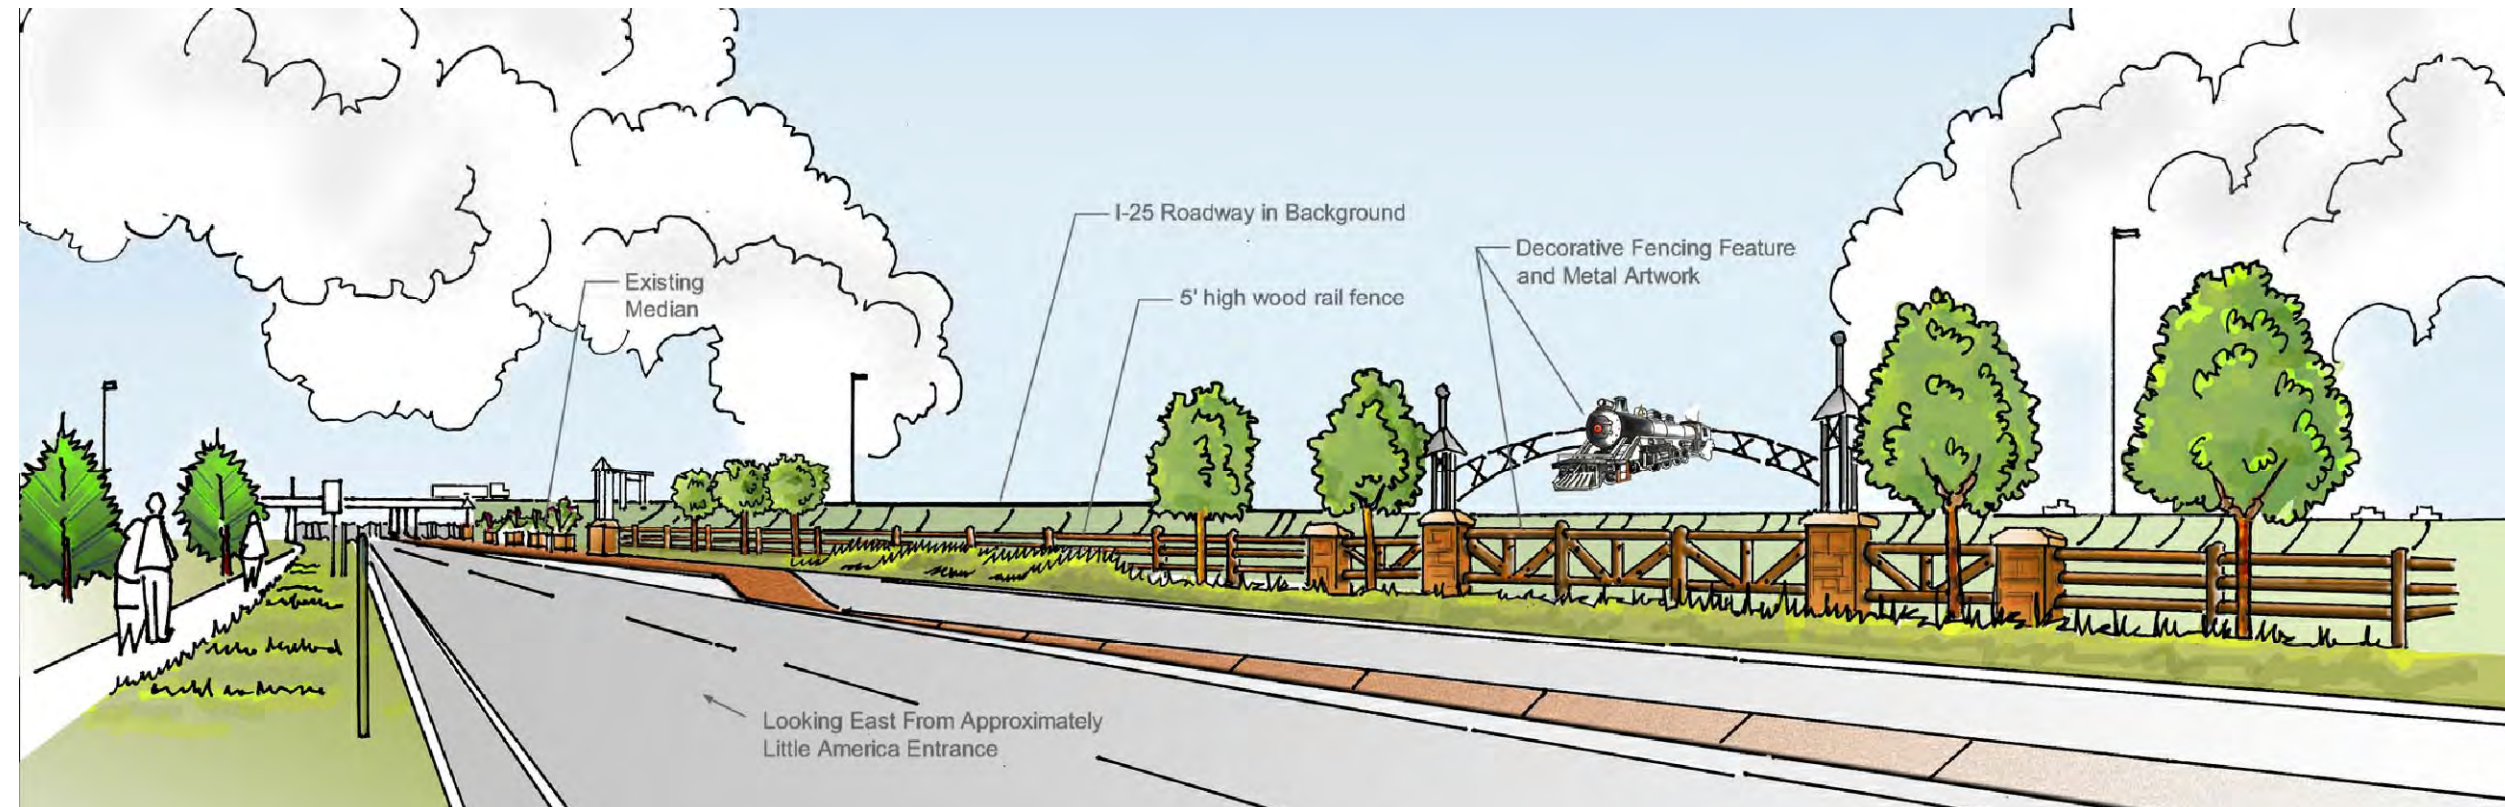 I-25 Roadway in Background
Decorative Fencing Feature
and Metal Artwork
Existing
Median
5' high wood rail fence
Looking East From Approximately
Little America Entrance